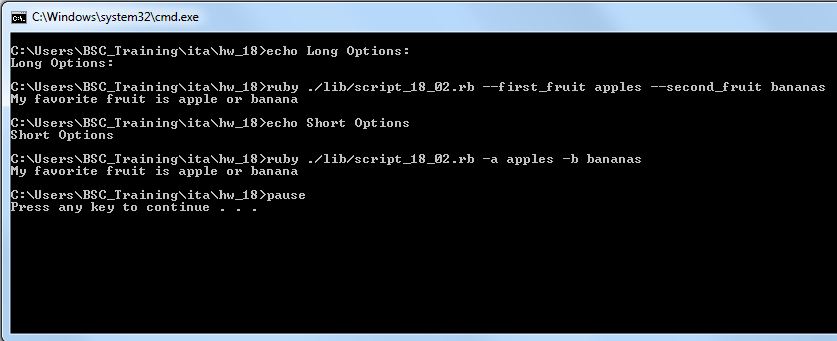 C:\Windows\system32\cmd.exe
C:\Users\BSC_Training\ita\hw_18>echo Long Options:
Long Options:
C:\Users\BSC_Training\ita\hw_18>ruby ./lib/script_18_02.rb --first_fruit apples --second_fruit bananas
My favorite fruit is apple or banana
C:\Users\BSC_Training\ita\hw_18>echo Short Options
Short Options
C:\Users\BSC_Training\ita\hw_18>ruby ./lib/script_18_02.rb -a apples -b bananas
My favorite fruit is apple or banana
C:\Users\BSC_Training\ita\hw_18>pause
Press any key to continue . . .